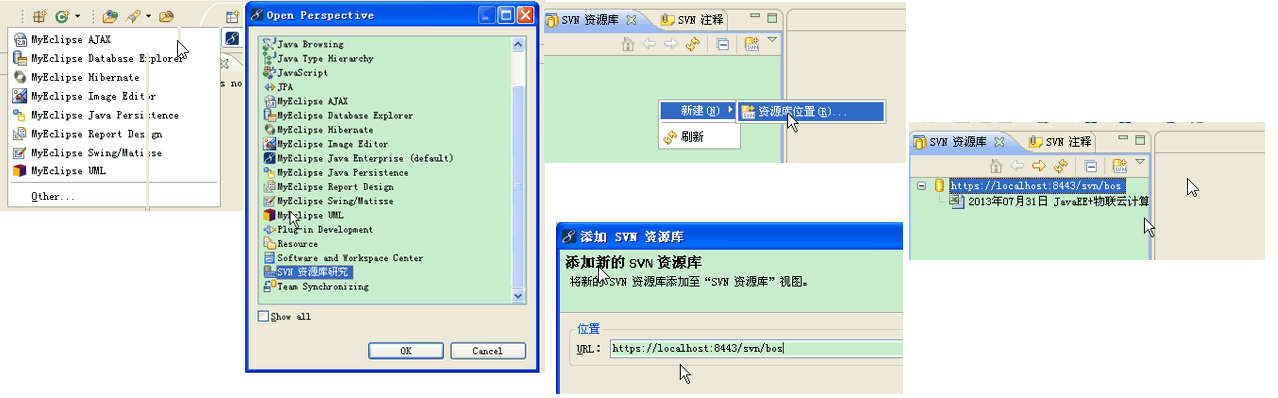 MyEclipse AJAX
MyEclipse Database Explorer
MyEclipse Hibernate
MyEclipse Image Editor
MyEclipse Java Persistence
MyEclipse Report Design
MyEclipse Swing/Matisse
MyEclipse UML
Other...
s no
Open Perspective
Java Browsing
Java Type Hierarchy
JavaScript
JPA
MyEclipse AJAX
MyEclipse Database Explorer
MyEclipse Hibernate
MyEclipse Image Editor
MyEclipse Java Enterprise (default)
MyEclipse Java Persistence
MyEclipse Report Design
MyEclipse Swing/Matisse
MyEclipse UML
Plug-in Development
Resource
Software and Workspace Center
SVN 资源库研究
Team Synchronizing
Show all
OK Cancel
SVN 资源库 SVN 注释
新建(N) 资源库位置(R)...
刷新
添加 SVN 资源库
添加新的 SVN 资源库
将新的 SVN 资源库添加至“SVN 资源库”视图。
位置
URL: https://localhost:8443/svn/bos
SVN 资源库 SVN 注释
https://localhost:8443/svn/bos
2013年07月31日 JavaEE+物联云计算